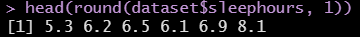 > head(round(dataset$sleephours, 1))
[1] 5.3 6.2 6.5 6.1 6.9 8.1